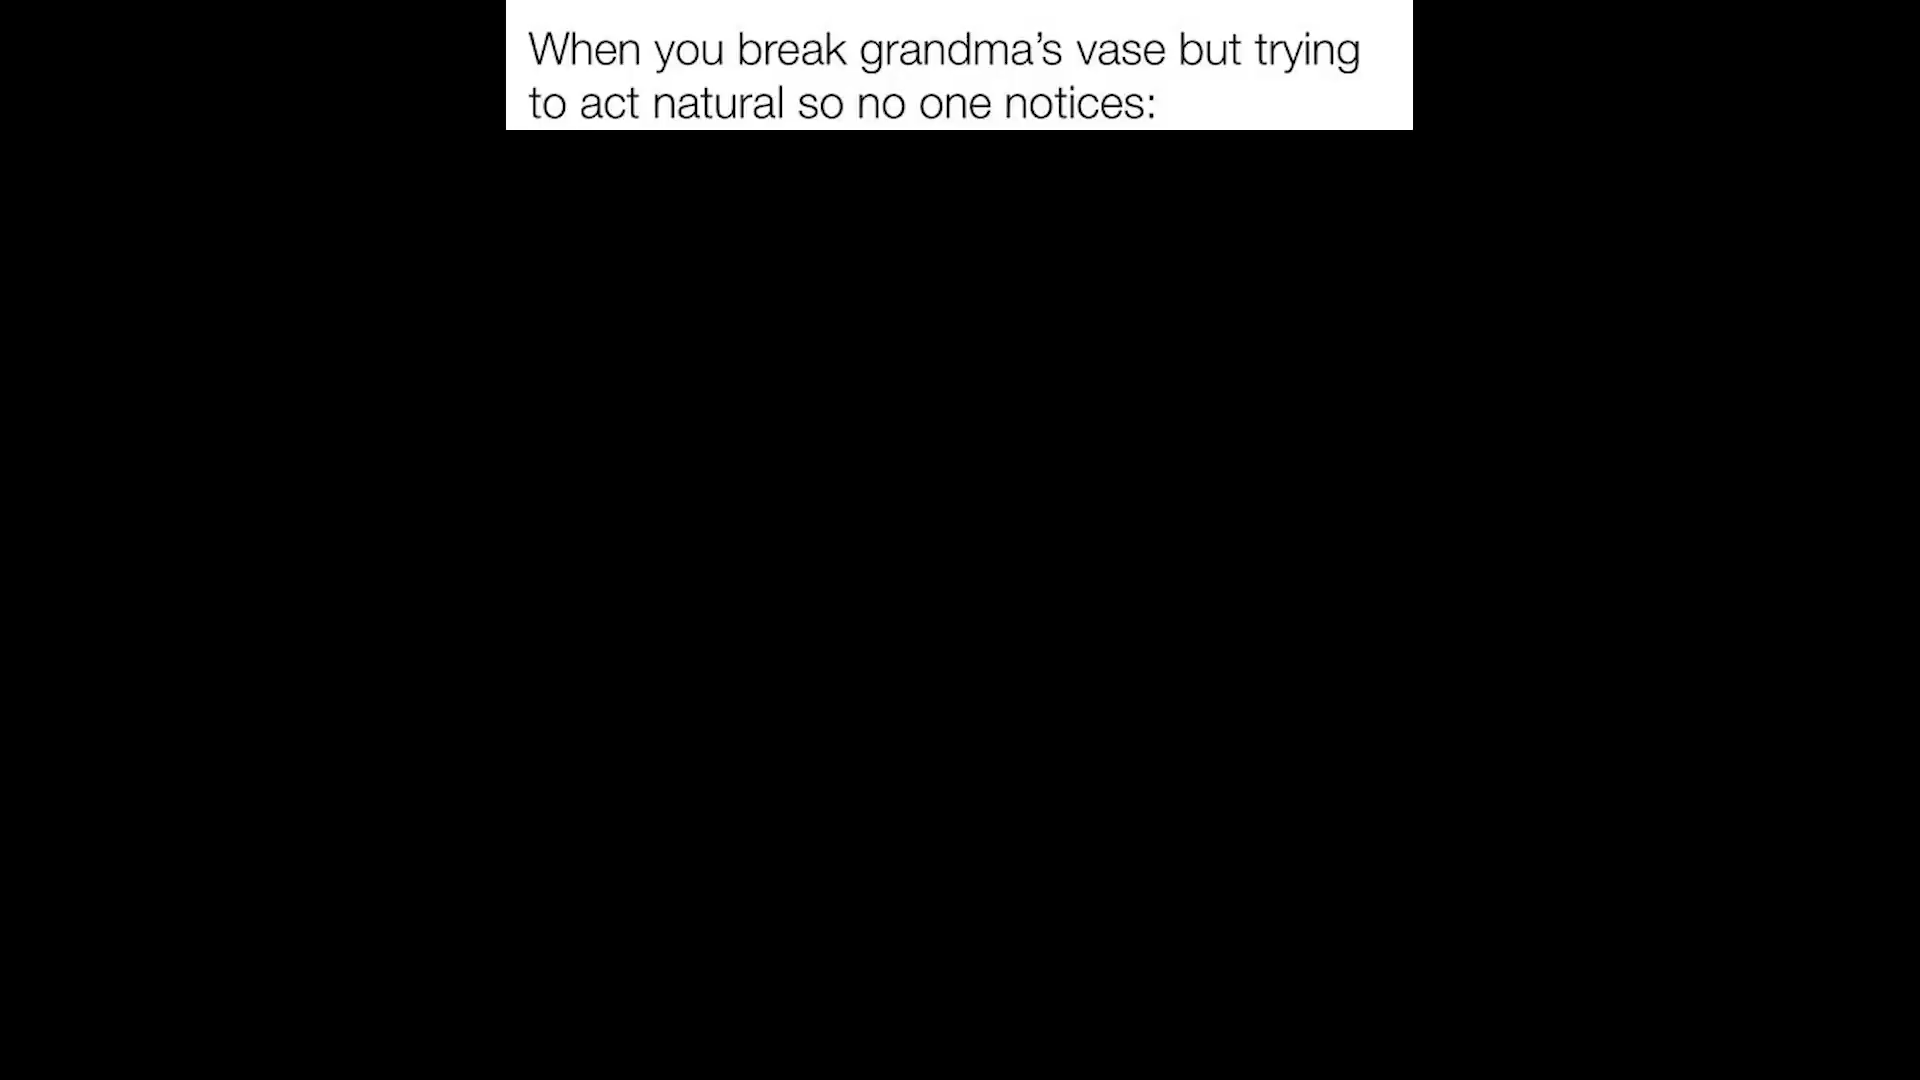 When you break grandma’s vase but trying
to act natural so no one notices: